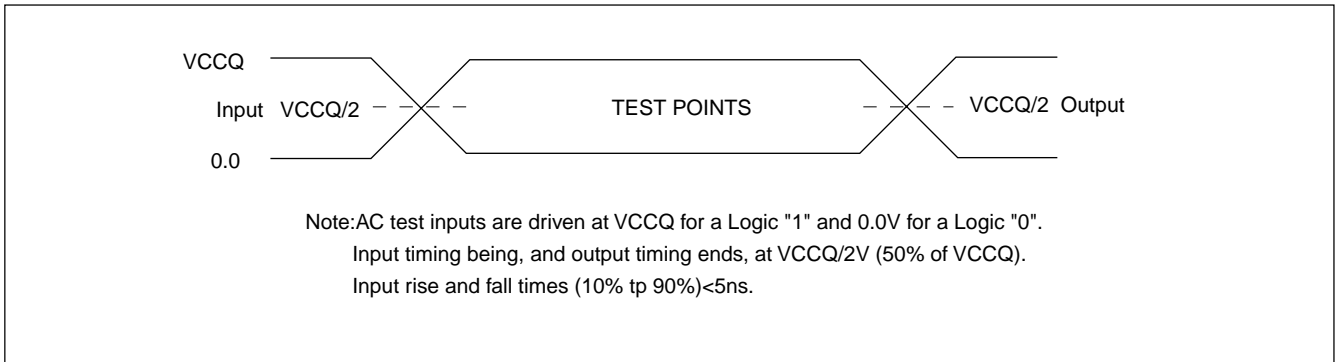 VCCQ
Input VCCQ/2
TEST POINTS
VCCQ/2 Output
0.0
Note:AC test inputs are driven at VCCQ for a Logic "1" and 0.0V for a Logic "0".
Input timing being, and output timing ends, at VCCQ/2V (50% of VCCQ).
Input rise and fall times (10% tp 90%)<5ns.